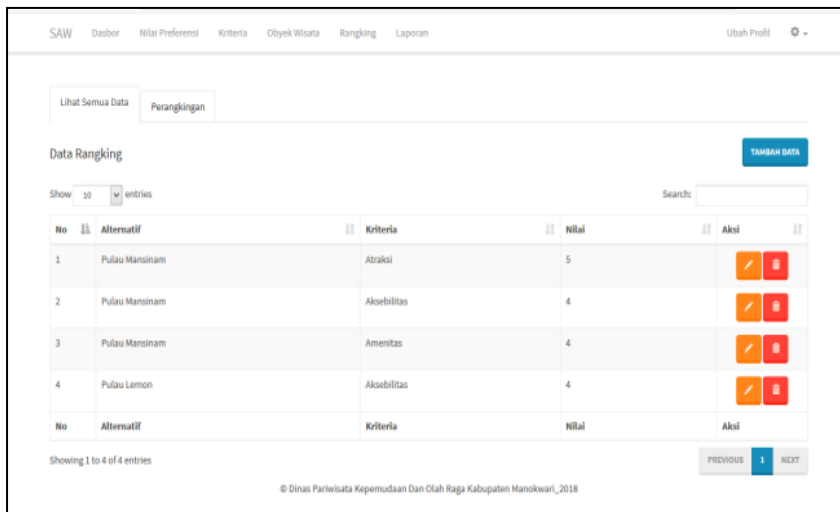 SAW Dasbor Nilai Preferensi Kriteria Obyek Wisata Rangking Laporan Ubah Profil
Lihat Semua Data Perangkingan
Data Rangking TAMBAH DATA
Show 10 entries Search:
No Alternatif Kriteria Nilai Aksi
1 Pulau Mansinam Atraksi 5
2 Pulau Mansinam Aksebilitas 4
3 Pulau Mansinam Amenitas 4
4 Pulau Lemon Aksebilitas 4
No Alternatif Kriteria Nilai Aksi
Showing 1 to 4 of 4 entries PREVIOUS 1 NEXT
© Dinas Pariwisata Kepemudaan Dan Olah Raga Kabupaten Manokwari_2018